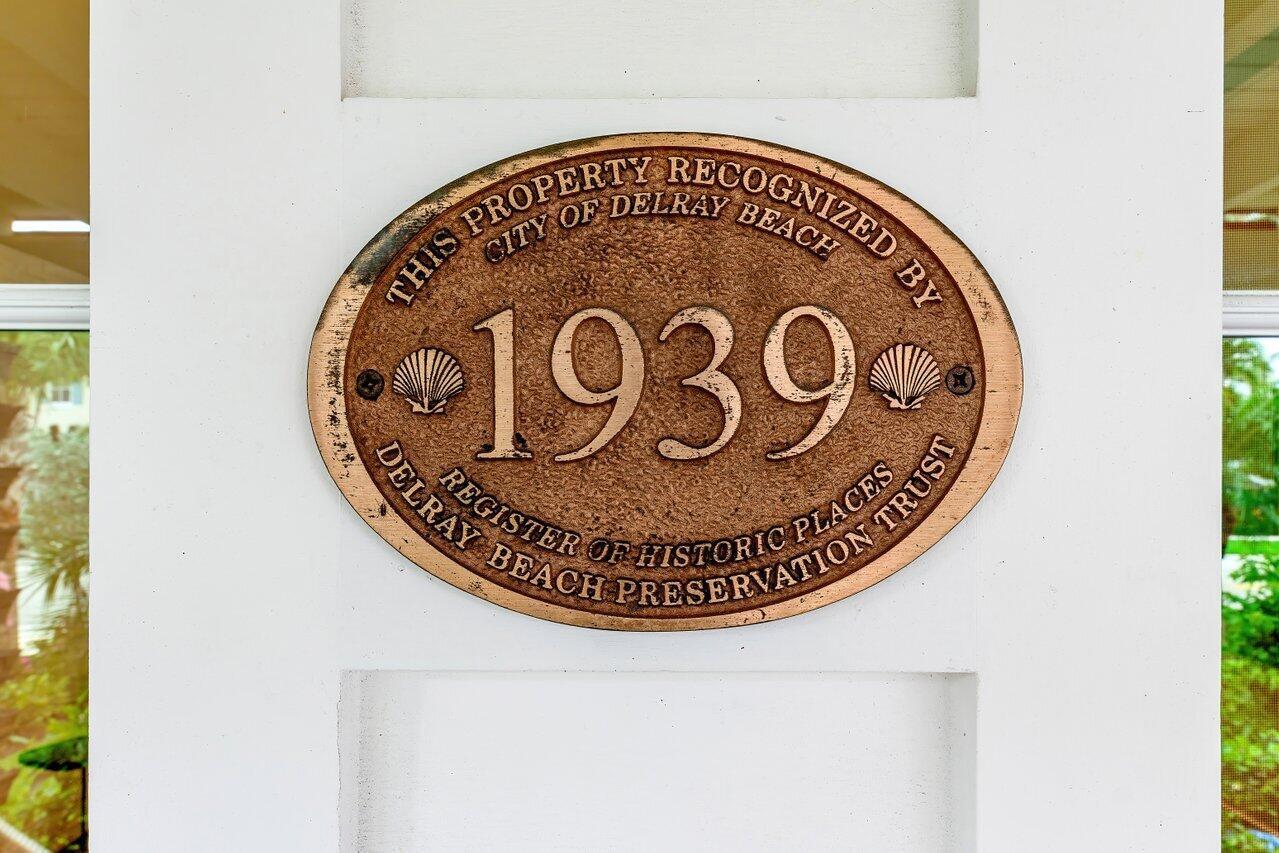 THIS PROPERTY RECOGNIZED BY
CITY OF DELRAY BEACH
1939
REGISTER OF HISTORIC PLACES
DELRAY BEACH PRESERVATION TRUST